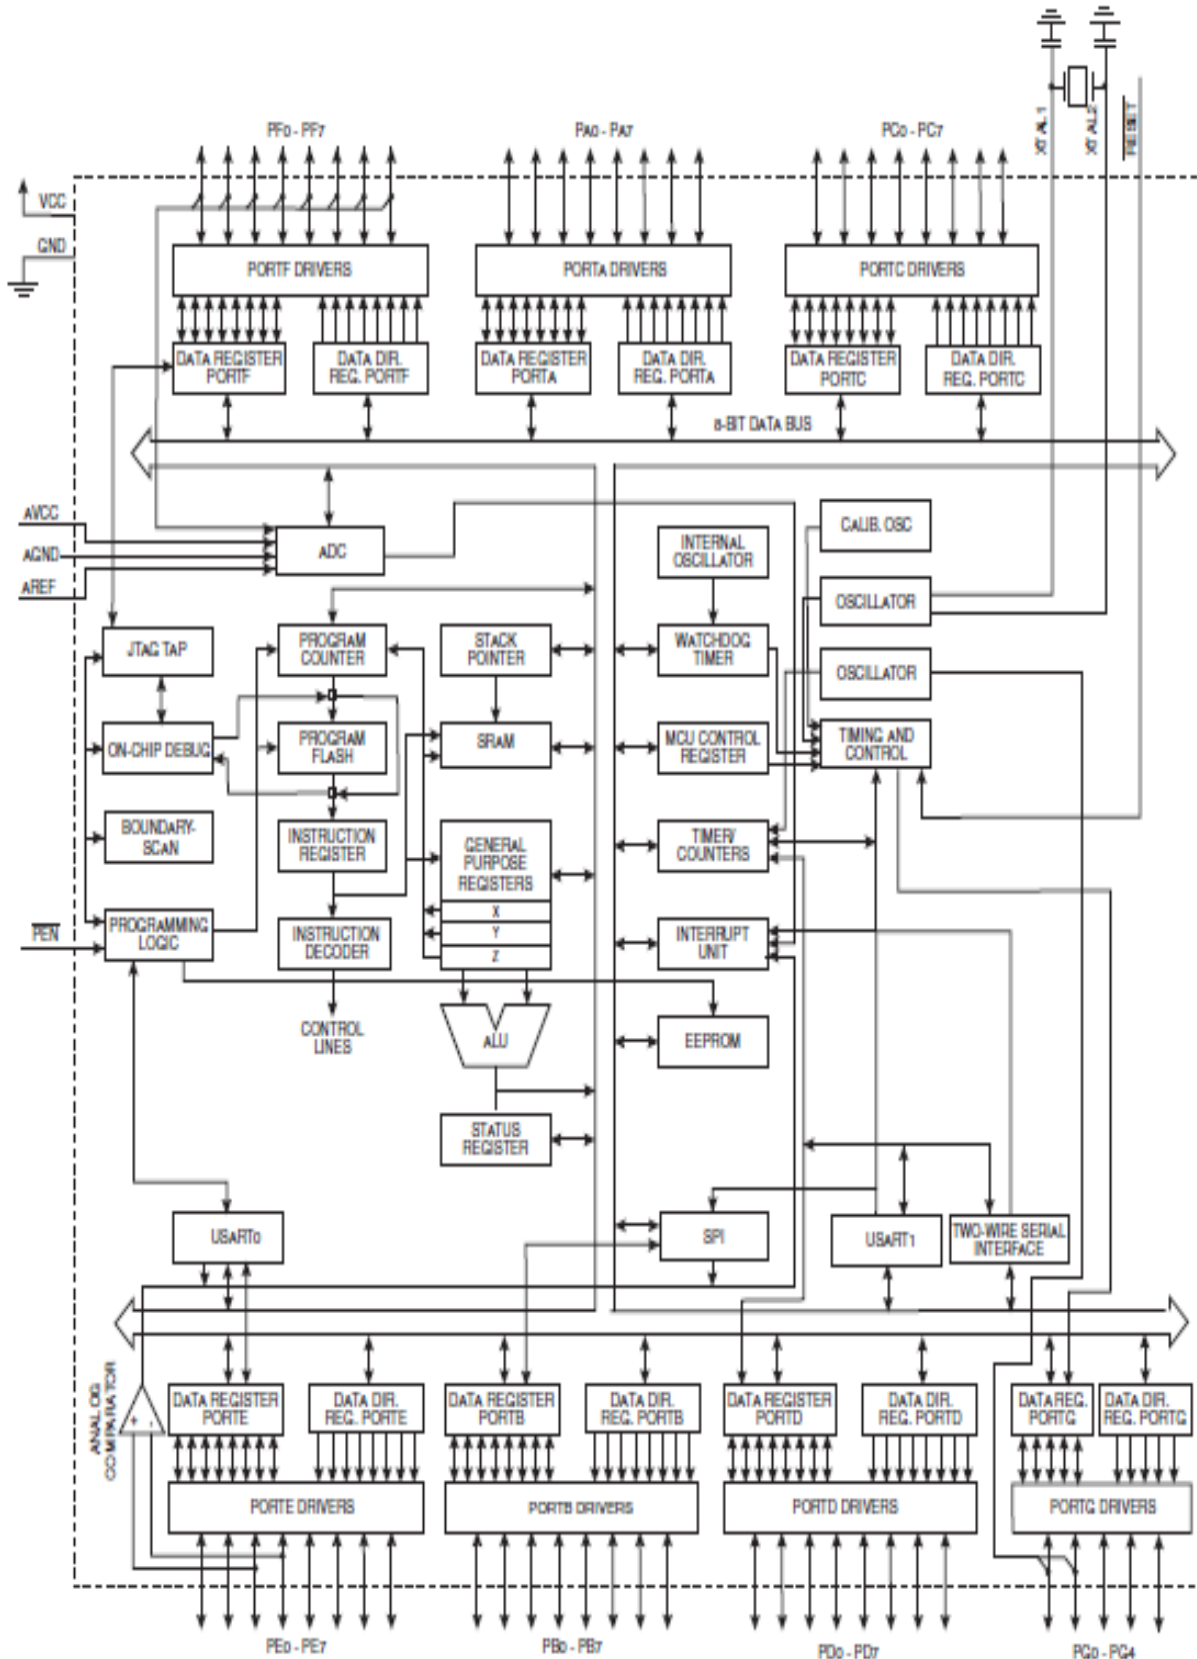 XTAL1
XTAL2
RESET
PF0 - PF7
PA0 - PA7
PC0 - PC7
VCC
GND
PORTF DRIVERS
PORTA DRIVERS
PORTC DRIVERS
DATA REGISTER
PORTF
DATA DIR.
REG. PORTF
DATA REGISTER
PORTA
DATA DIR.
REG. PORTA
DATA REGISTER
PORTC
DATA DIR.
REG. PORTC
8-BIT DATA BUS
AVCC
AGND
AREF
ADC
INTERNAL
OSCILLATOR
CALIB. OSC
OSCILLATOR
JTAG TAP
PROGRAM
COUNTER
STACK
POINTER
WATCHDOG
TIMER
OSCILLATOR
ON-CHIP DEBUG
PROGRAM
FLASH
SRAM
MCU CONTROL
REGISTER
TIMING AND
CONTROL
BOUNDARY-
SCAN
INSTRUCTION
REGISTER
GENERAL
PURPOSE
REGISTERS
TIMER/
COUNTERS
X
Y
Z
PEN
PROGRAMMING
LOGIC
INSTRUCTION
DECODER
INTERRUPT
UNIT
CONTROL
LINES
ALU
EEPROM
STATUS
REGISTER
USART0
SPI
USART1
TWO-WIRE SERIAL
INTERFACE
ANALOG
COMPARATOR
+
-
DATA REGISTER
PORTE
DATA DIR.
REG. PORTE
DATA REGISTER
PORTB
DATA DIR.
REG. PORTB
DATA REGISTER
PORTD
DATA DIR.
REG. PORTD
DATA REG.
PORTG
DATA DIR.
REG. PORTG
PORTE DRIVERS
PORTB DRIVERS
PORTD DRIVERS
PORTG DRIVERS
PE0 - PE7
PB0 - PB7
PD0 - PD7
PG0 - PG4